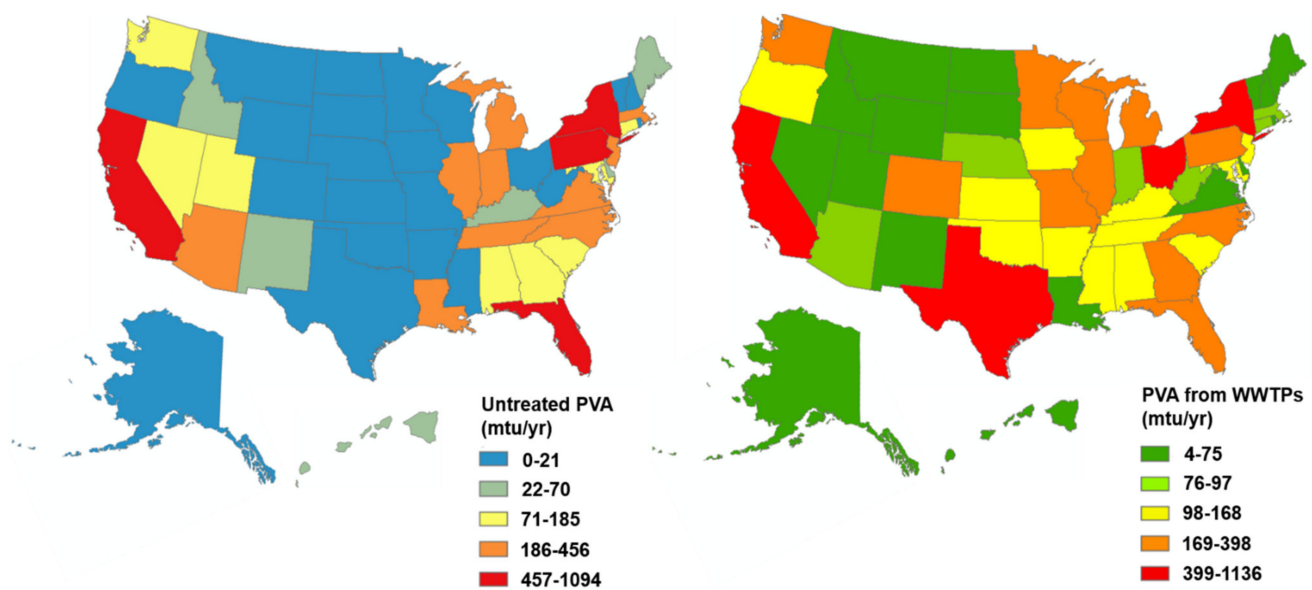 Untreated PVA
(mtu/yr)
0-21
22-70
71-185
186-456
457-1094
PVA from WWTPs
(mtu/yr)
4-75
76-97
98-168
169-398
399-1136